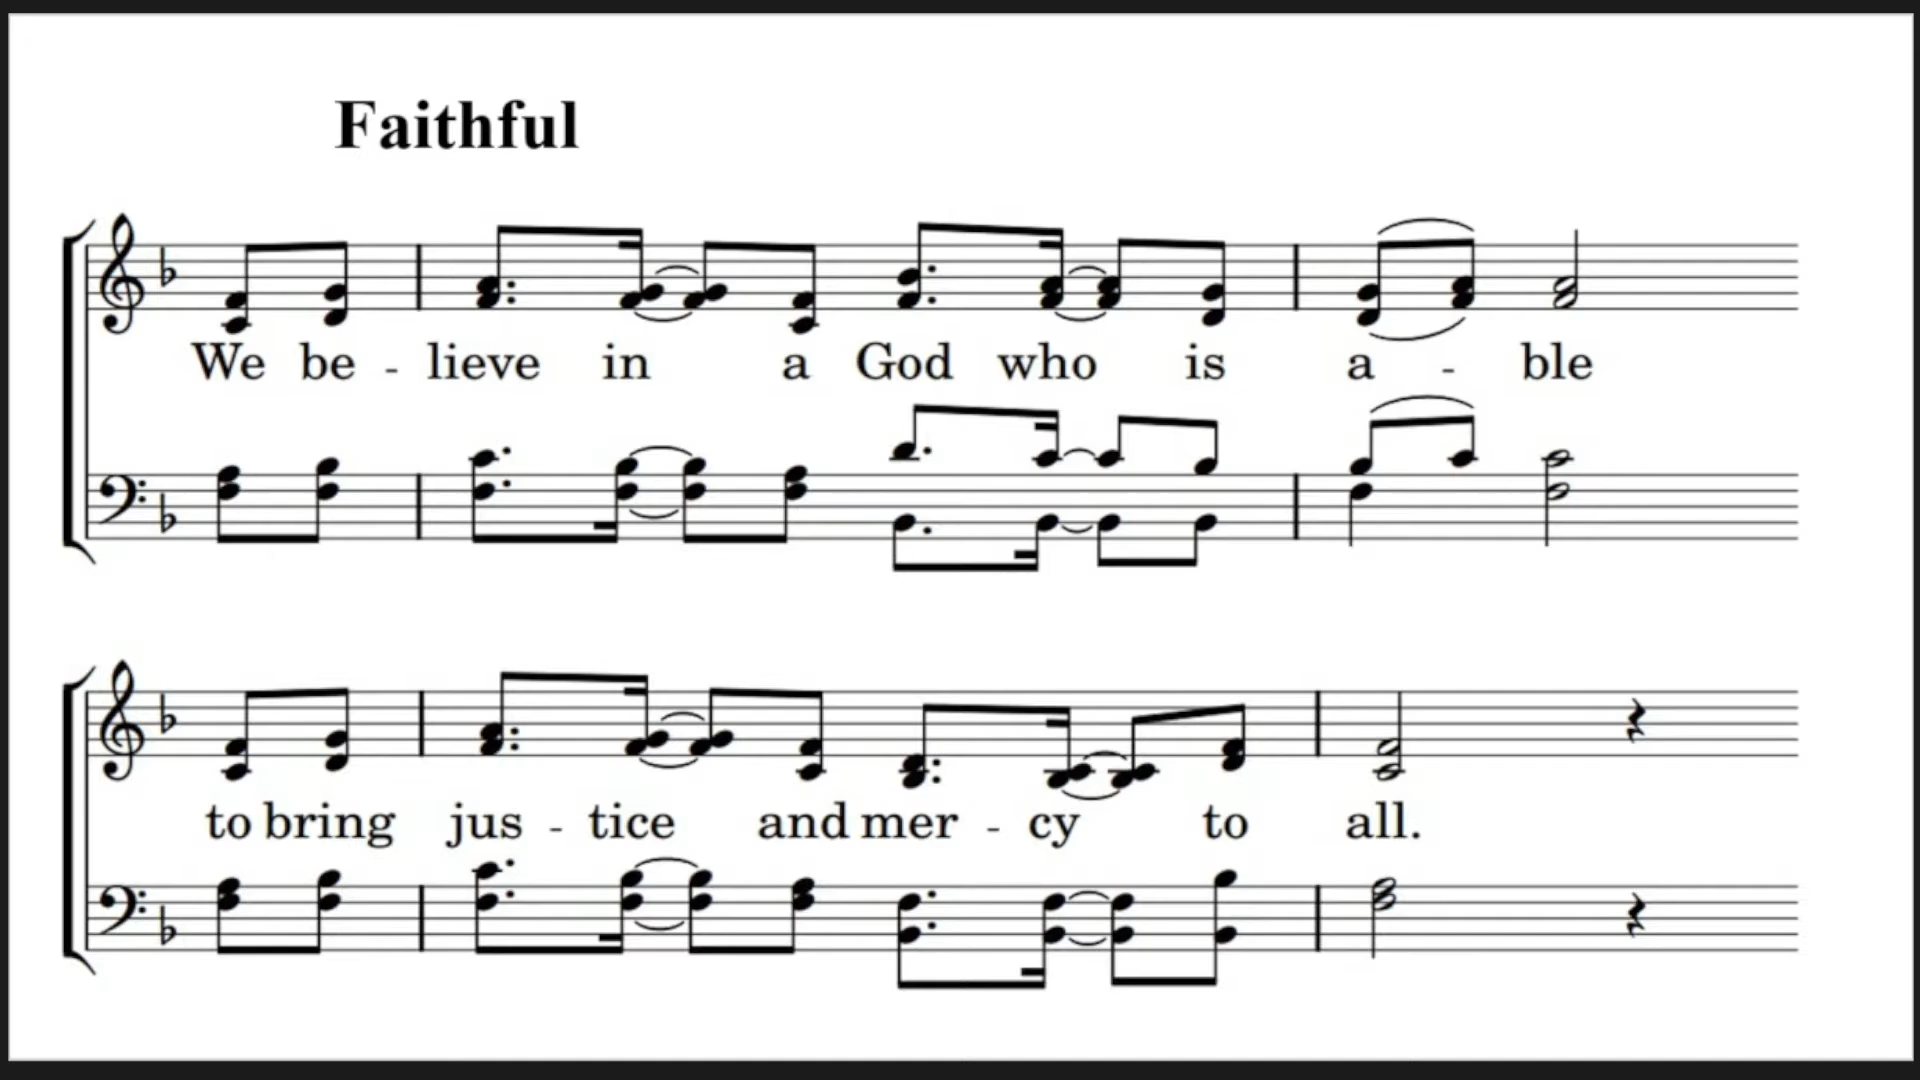 Faithful
We be - lieve in a God who is a - ble
to bring jus - tice and mer - cy to all.